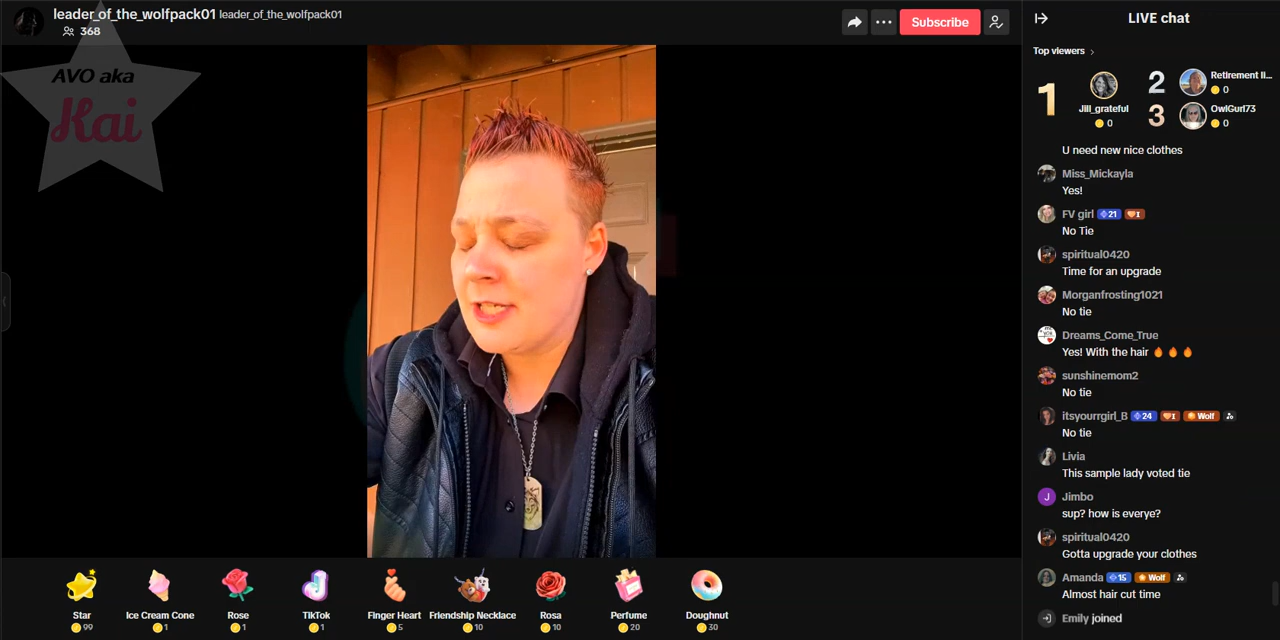 leader_of_the_wolfpack01 leader_of_the_wolfpack01
368
Subscribe
AVO aka
Kai
LIVE chat
Top viewers
1
Jill_grateful
0
2
Retirement li...
0
3
OwlGurl73
0
U need new nice clothes
Miss_Mickayla
Yes!
FV girl 21 I
No Tie
spiritual0420
Time for an upgrade
Morganfrosting1021
No tie
Dreams_Come_True
Yes! With the hair 🔥 🔥 🔥
sunshinemom2
No tie
itsyourrgirl_B 24 I Wolf
No tie
Livia
This sample lady voted tie
J
Jimbo
sup? how is everye?
spiritual0420
Gotta upgrade your clothes
Amanda 15 Wolf
Almost hair cut time
Emily joined
Star
99
Ice Cream Cone
1
Rose
1
TikTok
1
Finger Heart
5
Friendship Necklace
10
Rosa
10
Perfume
20
Doughnut
30